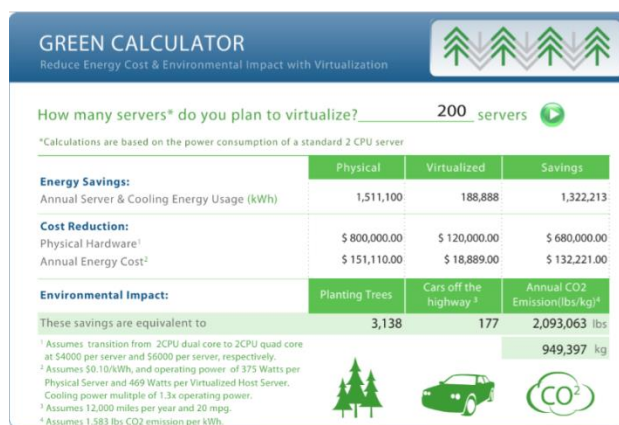 GREEN CALCULATOR
Reduce Energy Cost & Environmental Impact with Virtualization
How many servers* do you plan to virtualize? 200 servers
*Calculations are based on the power consumption of a standard 2 CPU server
Physical Virtualized Savings
Energy Savings:
Annual Server & Cooling Energy Usage (kWh) 1,511,100 188,888 1,322,213
Cost Reduction:
Physical Hardware1 $ 800,000.00 $ 120,000.00 $ 680,000.00
Annual Energy Cost2 $ 151,110.00 $ 18,889.00 $ 132,221.00
Environmental Impact: Planting Trees Cars off the highway 3 Annual CO2 Emission(lbs/kg)4
These savings are equivalent to 3,138 177 2,093,063 lbs
949,397 kg
1 Assumes transition from 2CPU dual core to 2CPU quad core
at $4000 per server and $6000 per server, respectively.
2 Assumes $0.10/kWh, and operating power of 375 Watts per
Physical Server and 469 Watts per Virtualized Host Server.
Cooling power mulitple of 1.3x operating power.
3 Assumes 12,000 miles per year and 20 mpg.
4 Assumes 1.583 lbs CO2 emission per kWh.
CO2